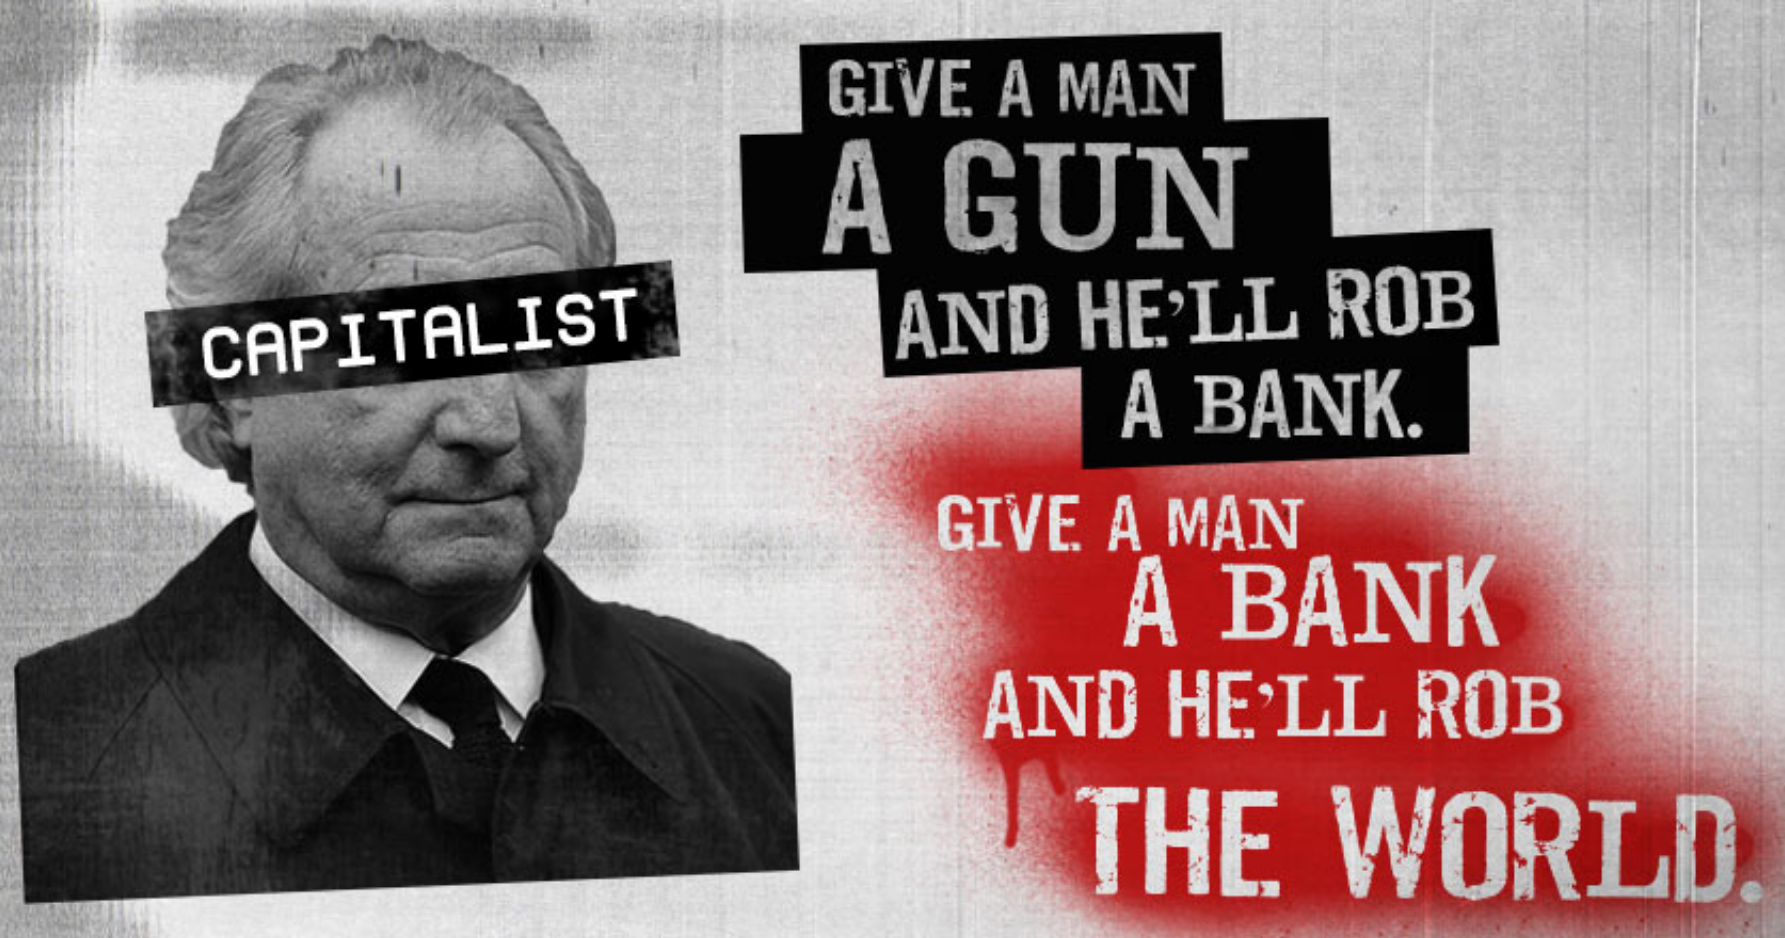 CAPITALIST
GIVE A MAN
A GUN
AND HE'LL ROB
A BANK.
GIVE A MAN
A BANK
AND HE'LL ROB
THE WORLD.